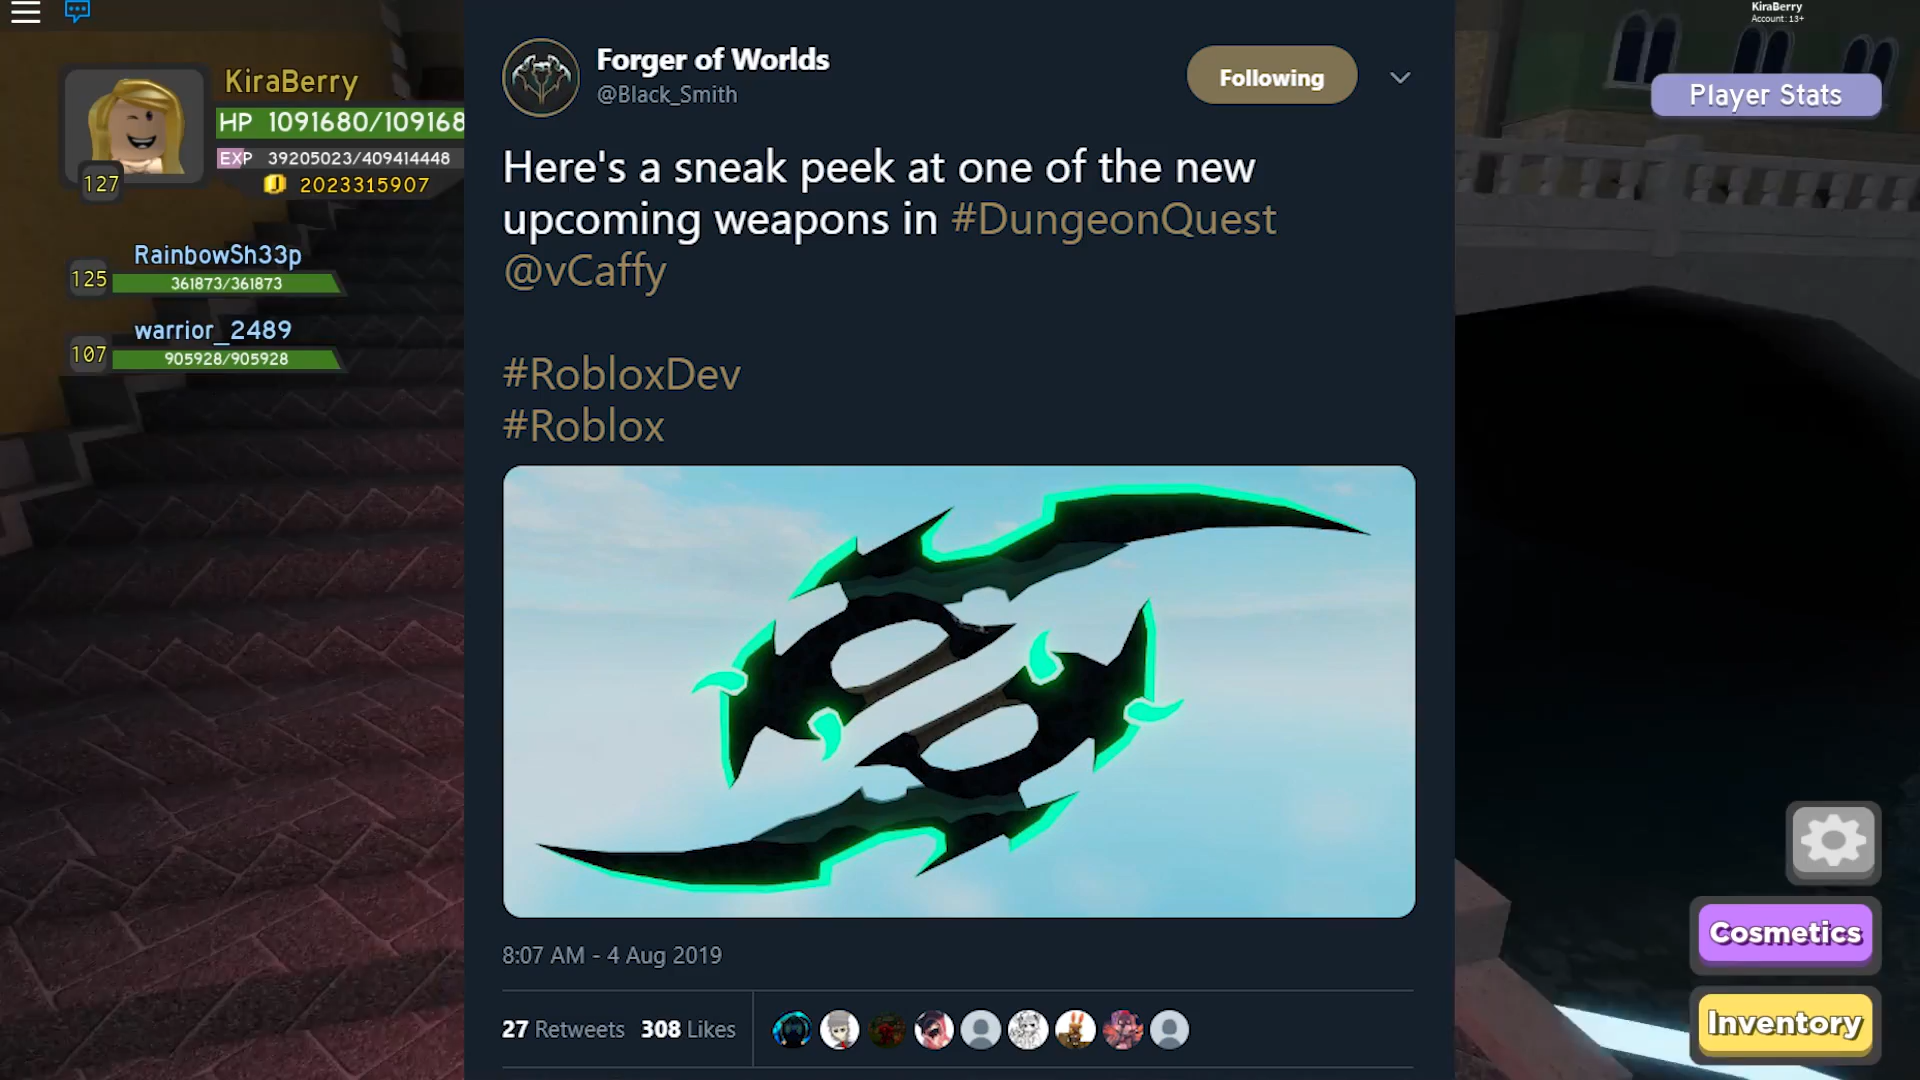 KiraBerry
HP 1091680/109168
EXP 39205023/409414448
127
2023315907
RainbowSh33p
125
361873/361873
warrior_2489
107
905928/905928
Forger of Worlds
@Black_Smith
Following
Here's a sneak peek at one of the new
upcoming weapons in #DungeonQuest
@vCaffy
#RobloxDev
#Roblox
8:07 AM - 4 Aug 2019
27 Retweets 308 Likes
KiraBerry
Account: 13+
Player Stats
Cosmetics
Inventory